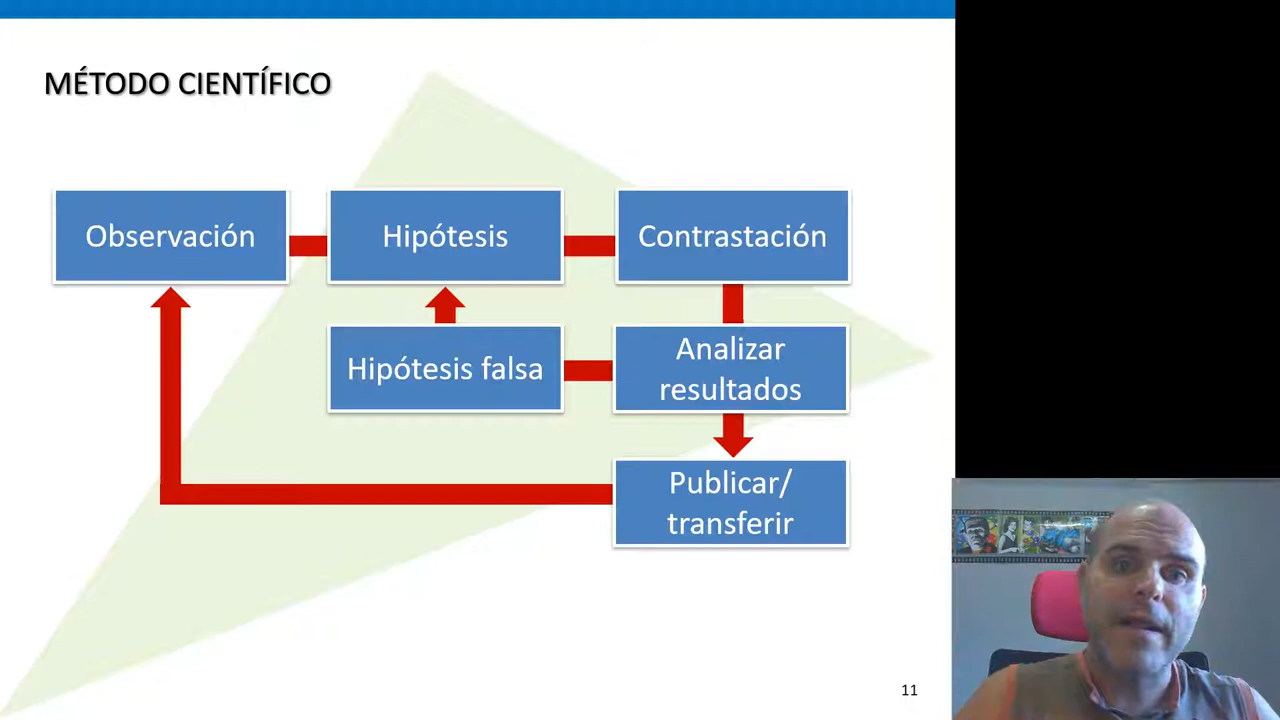 MÉTODO CIENTÍFICO
Observación
Hipótesis
Contrastación
Hipótesis falsa
Analizar
resultados
Publicar/
transferir
11